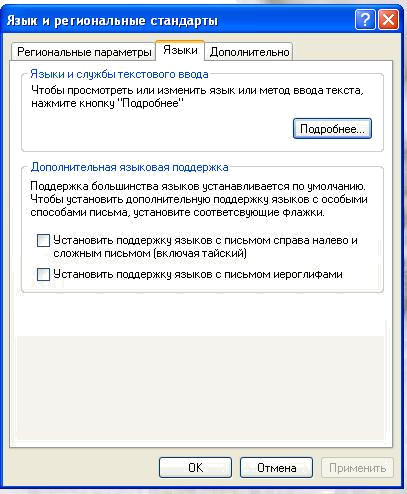 Язык и региональные стандарты
Региональные параметры
Языки
Дополнительно
Языки и службы текстового ввода
Чтобы просмотреть или изменить язык или метод ввода текста,
нажмите кнопку "Подробнее"
Подробнее...
Дополнительная языковая поддержка
Поддержка большинства языков устанавливается по умолчанию.
Чтобы установить дополнительную поддержку языков с особыми
способами письма, установите соответсвующие флажки.
Установить поддержку языков с письмом справа налево и
сложным письмом (включая тайский)
Установить поддержку языков с письмом иероглифами
OK
Отмена
Применить